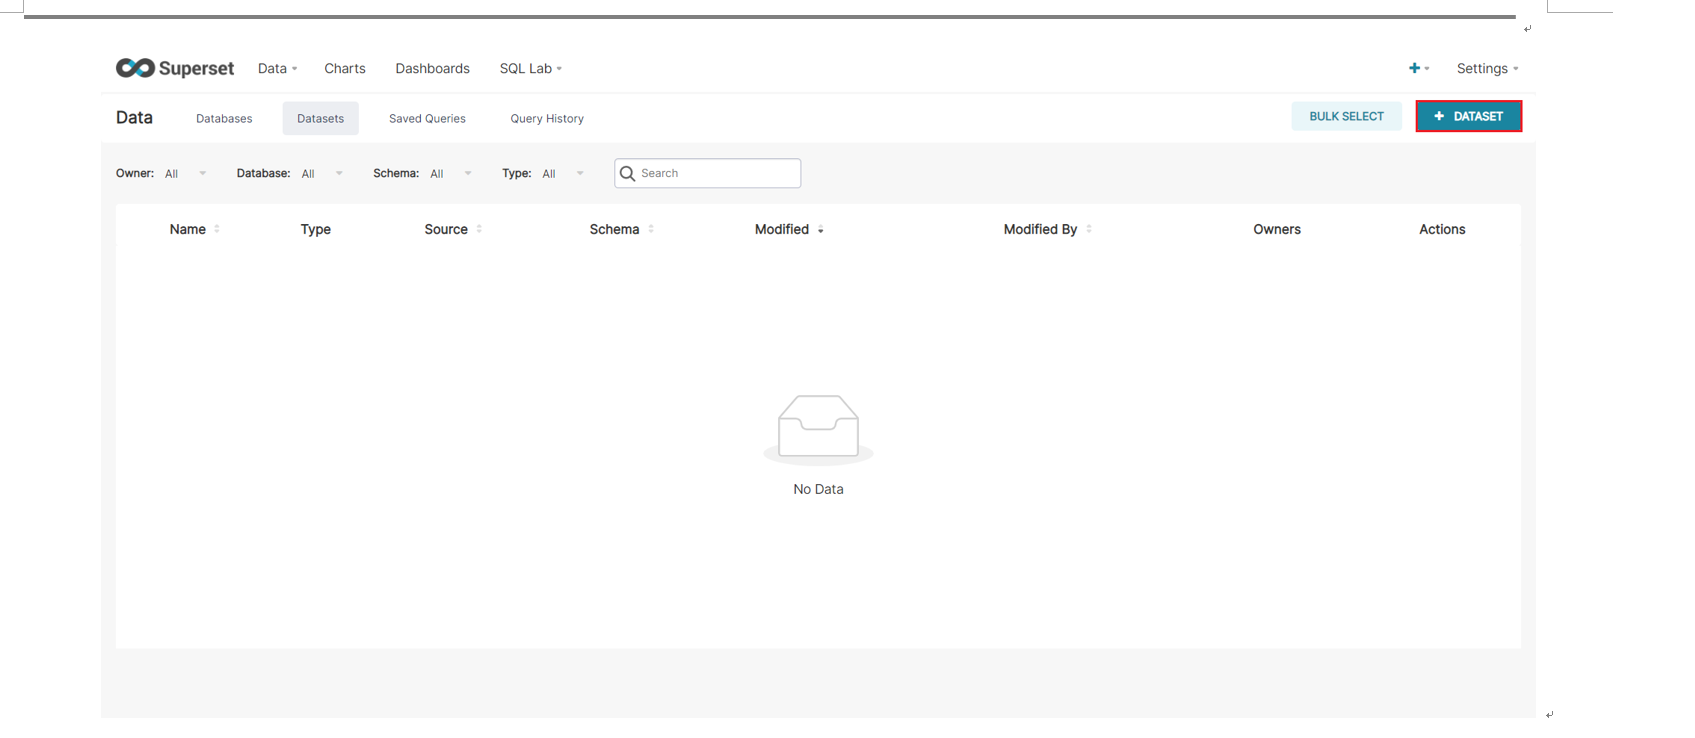 Superset Data Charts Dashboards SQL Lab + Settings
Data Databases Datasets Saved Queries Query History BULK SELECT + DATASET
Owner: All Database: All Schema: All Type: All Search
Name Type Source Schema Modified Modified By Owners Actions
No Data